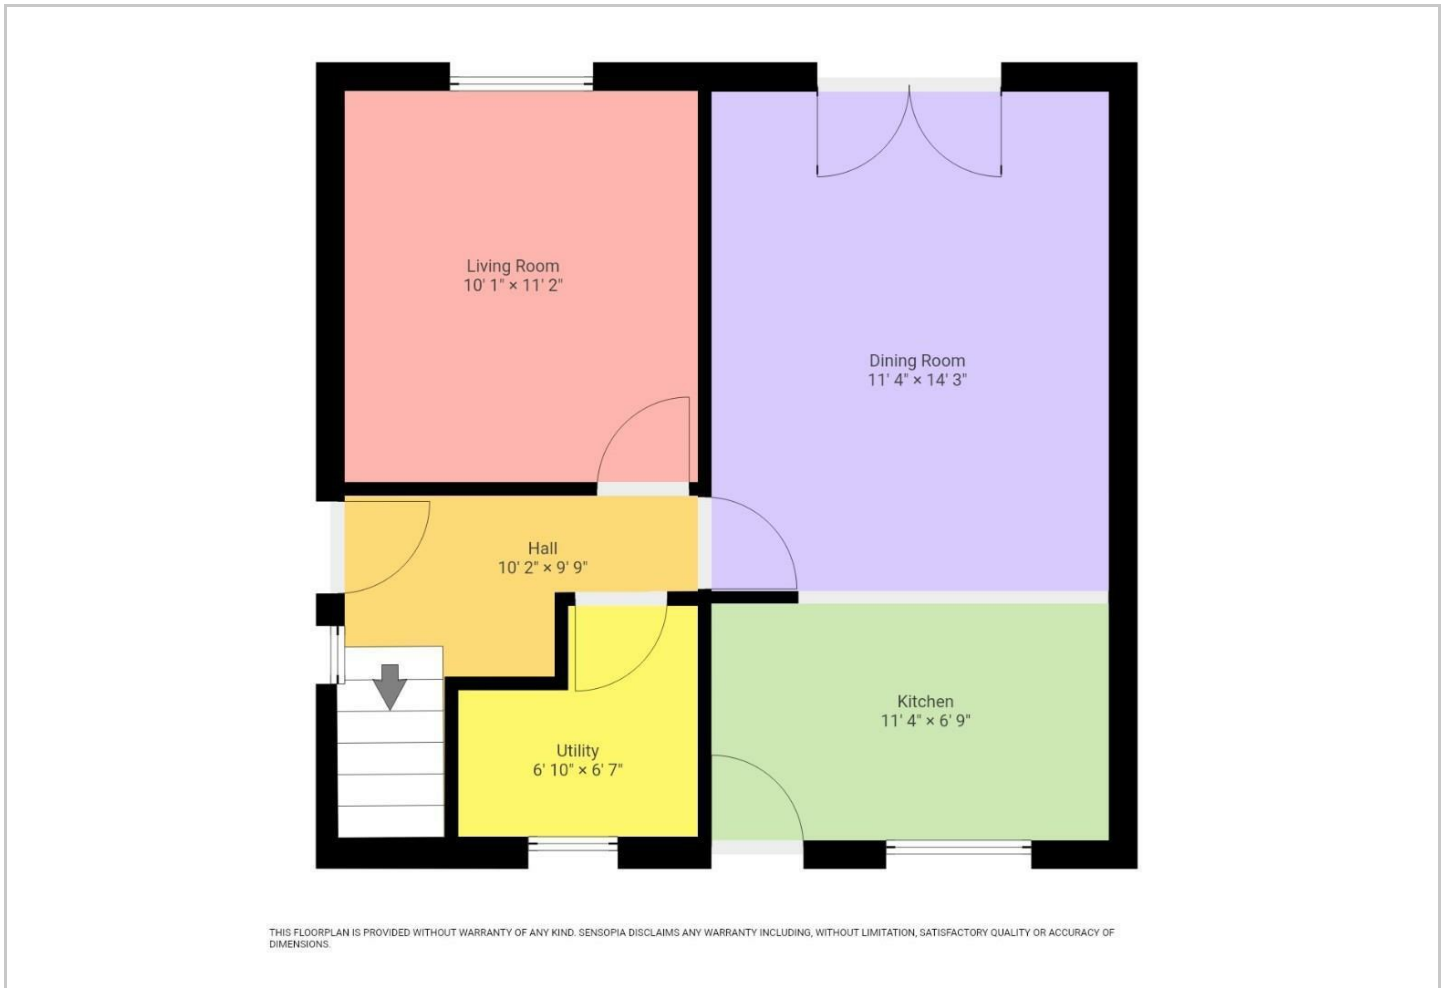 Living Room
10' 1" × 11' 2"
Dining Room
11' 4" × 14' 3"
Hall
10' 2" × 9' 9"
Kitchen
11' 4" × 6' 9"
Utility
6' 10" × 6' 7"
THIS FLOORPLAN IS PROVIDED WITHOUT WARRANTY OF ANY KIND. SENSOPIA DISCLAIMS ANY WARRANTY INCLUDING, WITHOUT LIMITATION, SATISFACTORY QUALITY OR ACCURACY OF
DIMENSIONS.